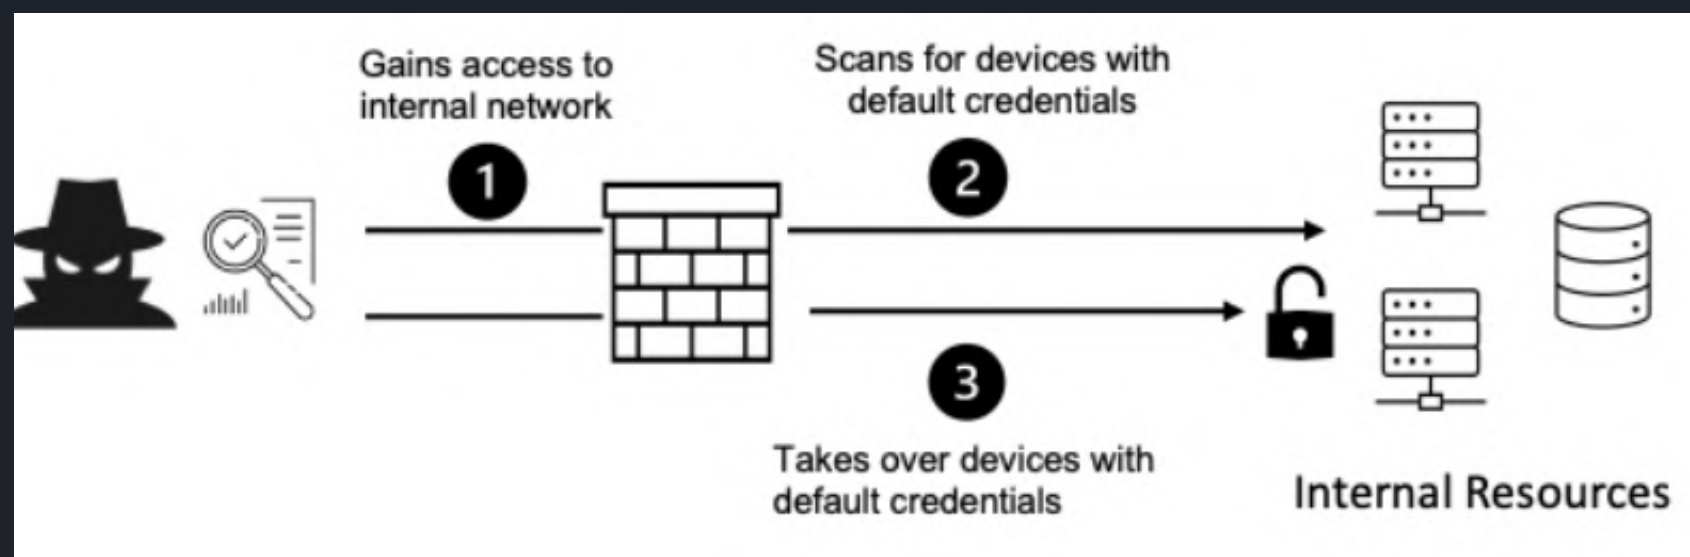 Gains access to
internal network
1
Scans for devices with
default credentials
2
3
Takes over devices with
default credentials
Internal Resources